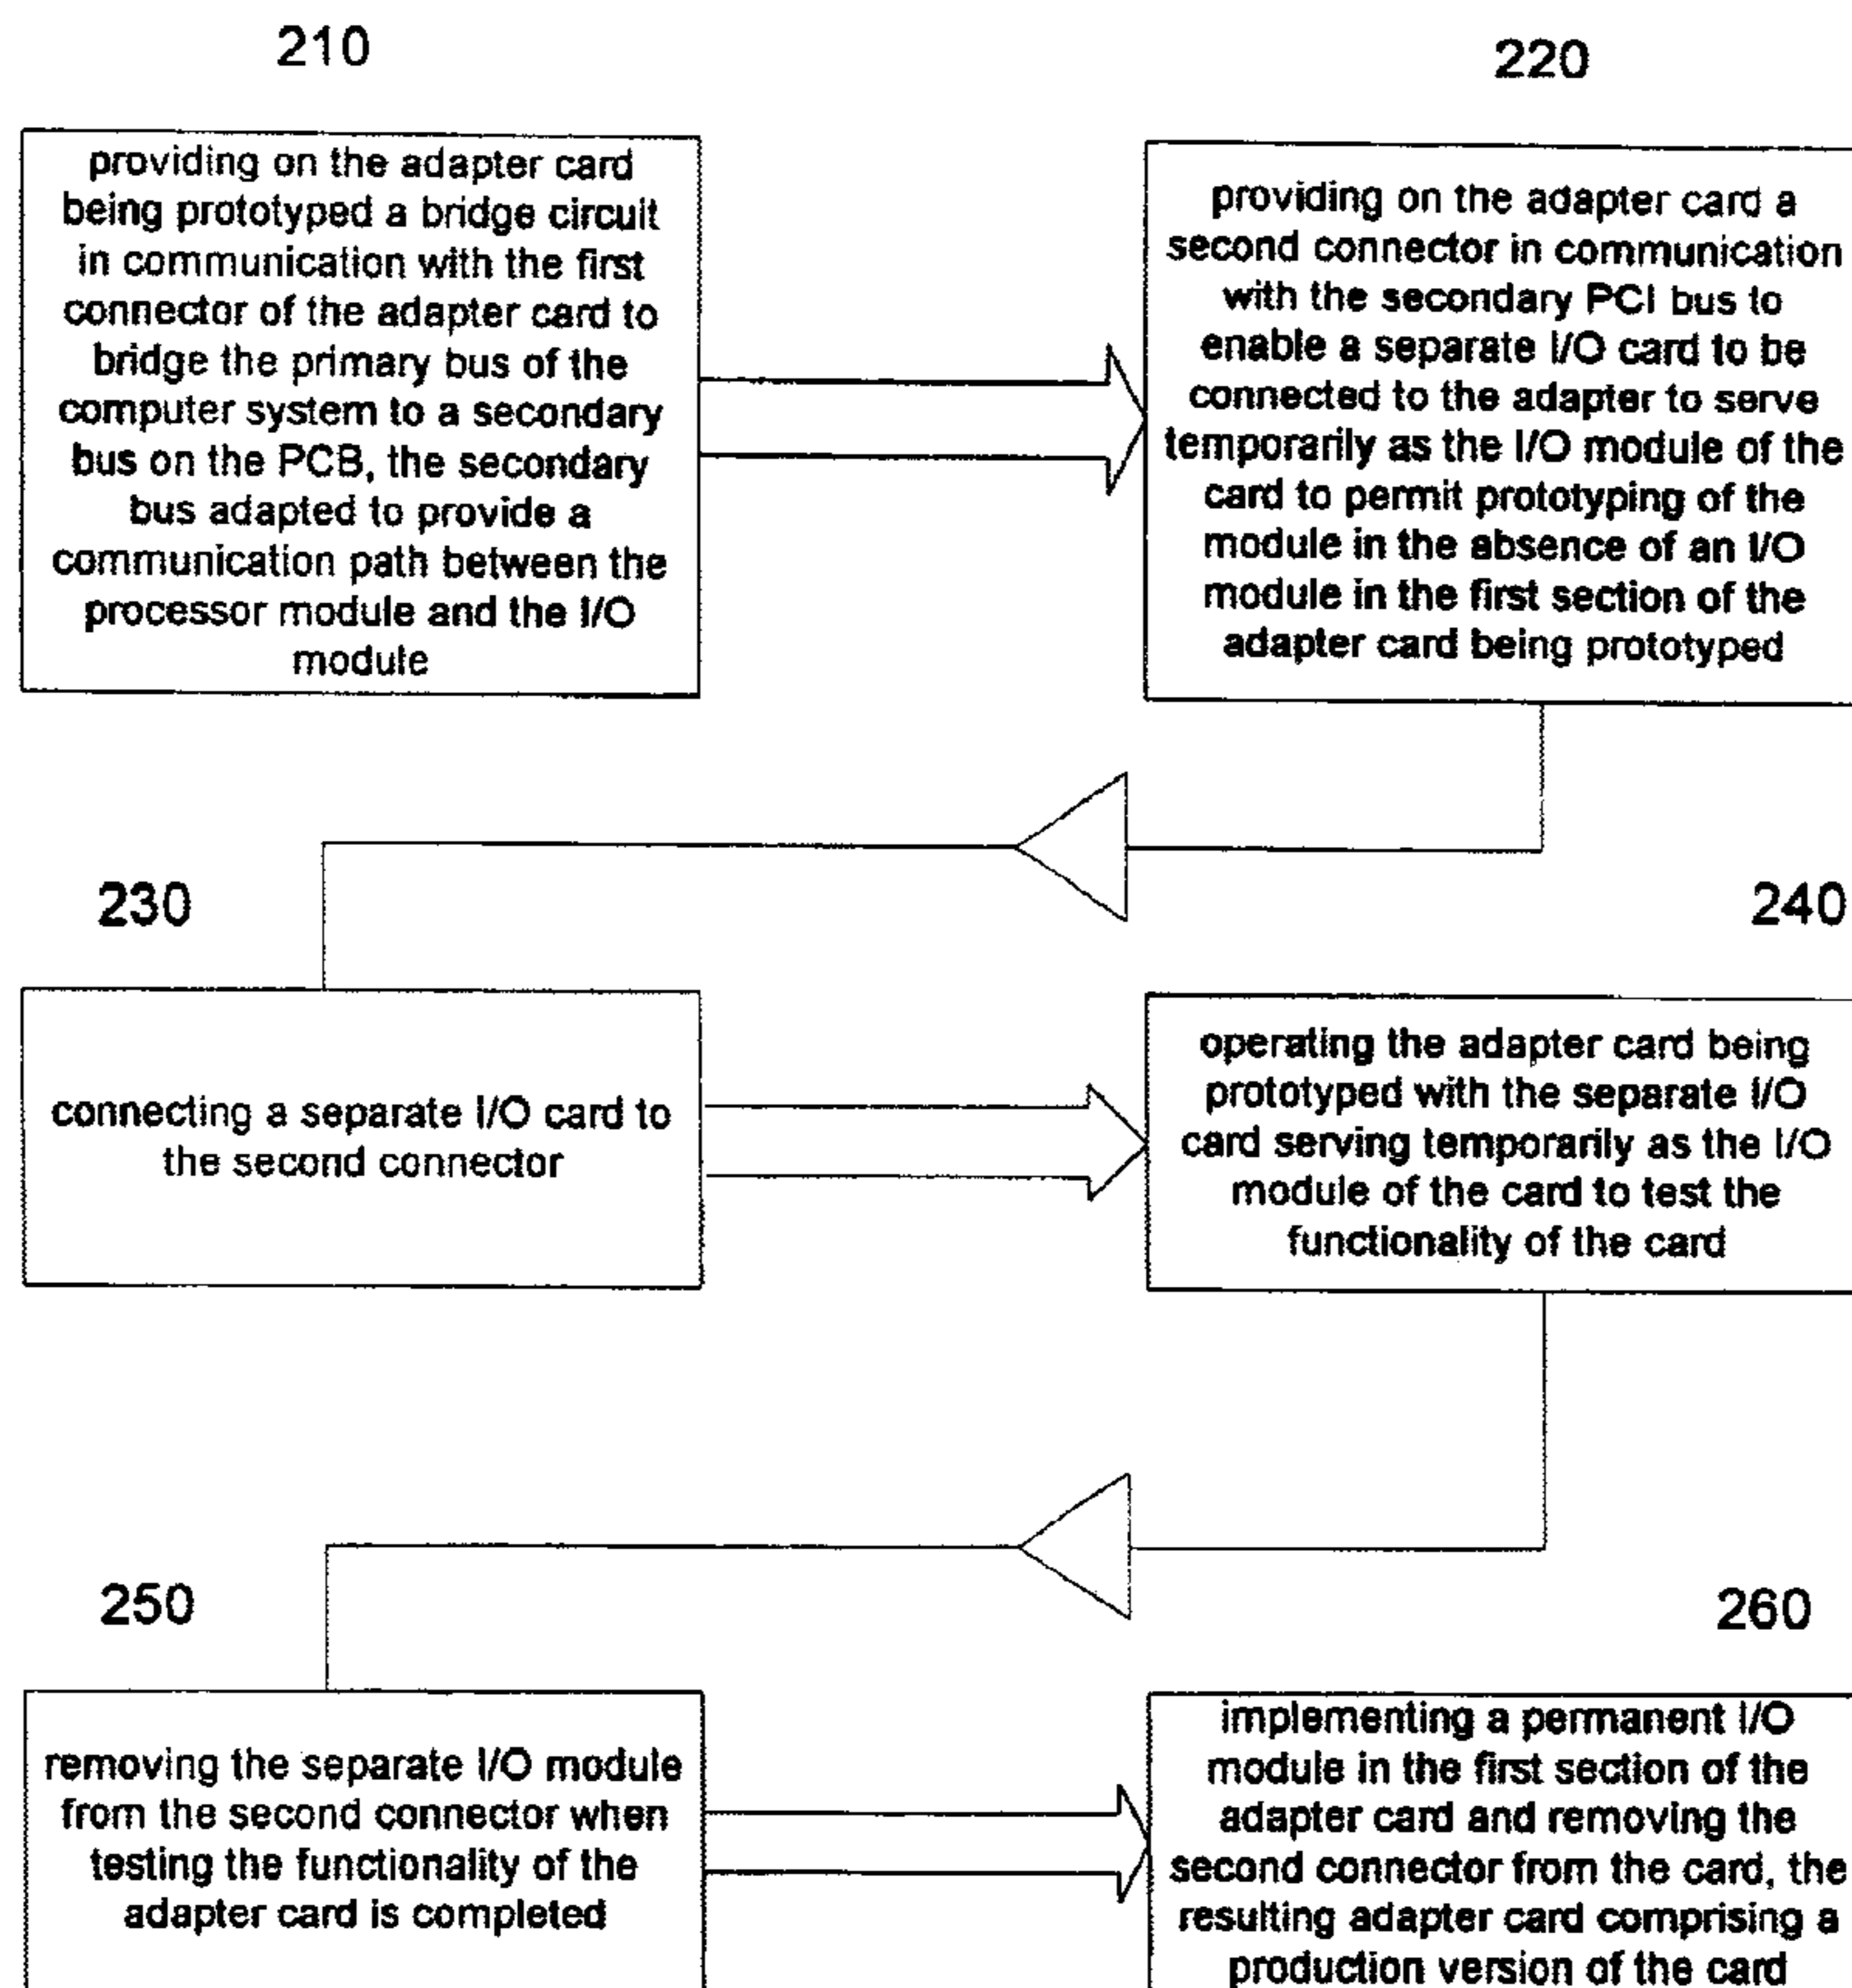 210
providing on the adapter card
being prototyped a bridge circuit
in communication with the first
connector of the adapter card to
bridge the primary bus of the
computer system to a secondary
bus on the PCB, the secondary
bus adapted to provide a
communication path between the
processor module and the I/O
module
220
providing on the adapter card a
second connector in communication
with the secondary PCI bus to
enable a separate I/O card to be
connected to the adapter to serve
temporarily as the I/O module of the
card to permit prototyping of the
module in the absence of an I/O
module in the first section of the
adapter card being prototyped
230
connecting a separate I/O card to
the second connector
240
operating the adapter card being
prototyped with the separate I/O
card serving temporarily as the I/O
module of the card to test the
functionality of the card
250
removing the separate I/O module
from the second connector when
testing the functionality of the
adapter card is completed
260
implementing a permanent I/O
module in the first section of the
adapter card and removing the
second connector from the card, the
resulting adapter card comprising a
production version of the card